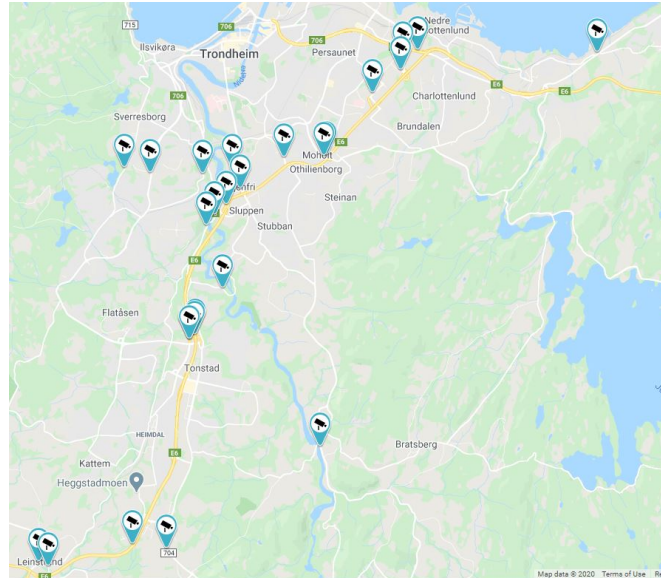 715
Nedre
ottenlund
Ilsvikøra
706
Trondheim
Persaunet
E6
706
Charlottenlund
Sverresborg
Brundalen
E6
Moholt
Othilienborg
Steinan
Sluppen
Stubban
E6
Flatåsen
Tonstad
HEIMDAL
Bratsberg
E6
Kattem
Heggstadmoen
704
Leinstrand
E6
Map data © 2020 Terms of Use Re